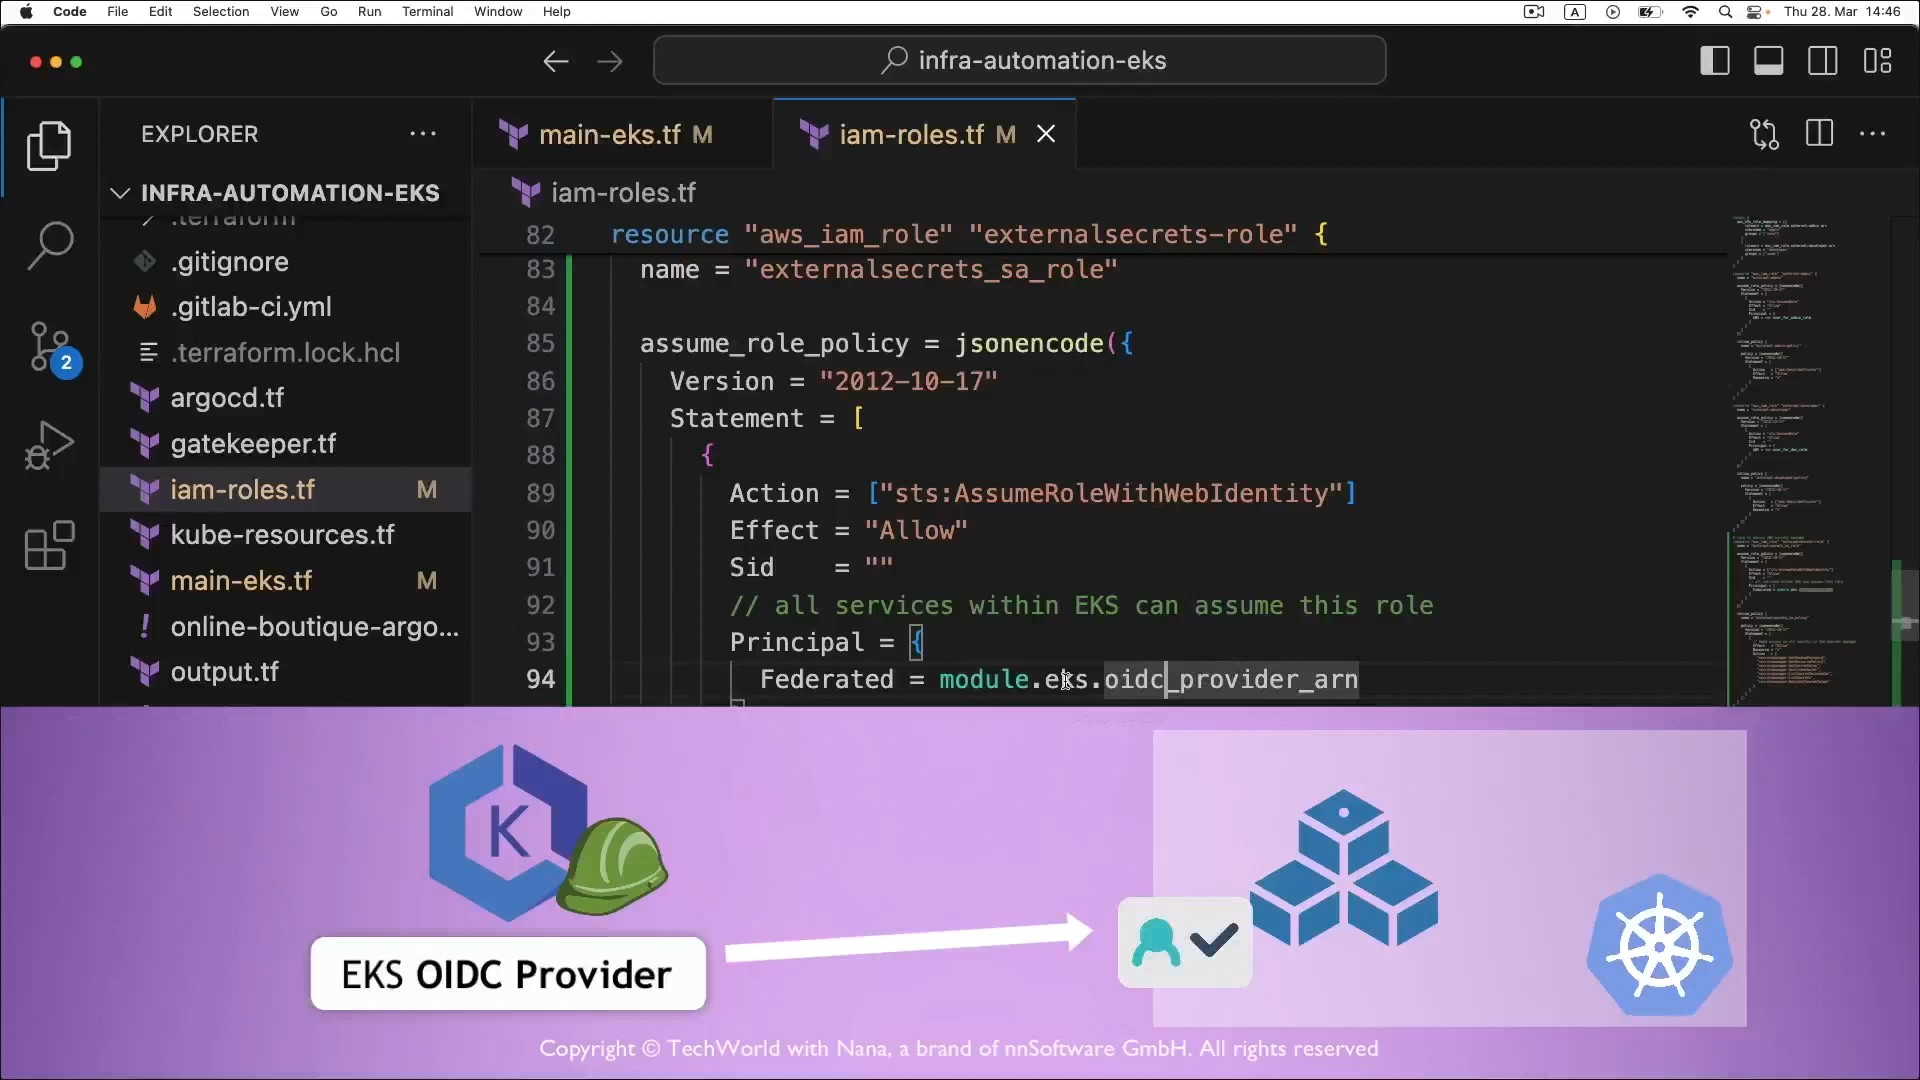 Code File Edit Selection View Go Run Terminal Window Help A Thu 28. Mar 14:46
infra-automation-eks
EXPLORER ...
main-eks.tf M
iam-roles.tf M
INFRA-AUTOMATION-EKS
iam-roles.tf
.terraform
.gitignore
.gitlab-ci.yml
.terraform.lock.hcl
argocd.tf
gatekeeper.tf
iam-roles.tf M
kube-resources.tf
main-eks.tf M
! online-boutique-argo...
output.tf
2
82 resource "aws_iam_role" "externalsecrets-role" {
83 name = "externalsecrets_sa_role"
84
85 assume_role_policy = jsonencode({
86 Version = "2012-10-17"
87 Statement = [
88 {
89 Action = ["sts:AssumeRoleWithWebIdentity"]
90 Effect = "Allow"
91 Sid = ""
92 // all services within EKS can assume this role
93 Principal = {
94 Federated = module.eks.oidc_provider_arn
K
EKS OIDC Provider
Copyright © TechWorld with Nana, a brand of nnSoftware GmbH. All rights reserved